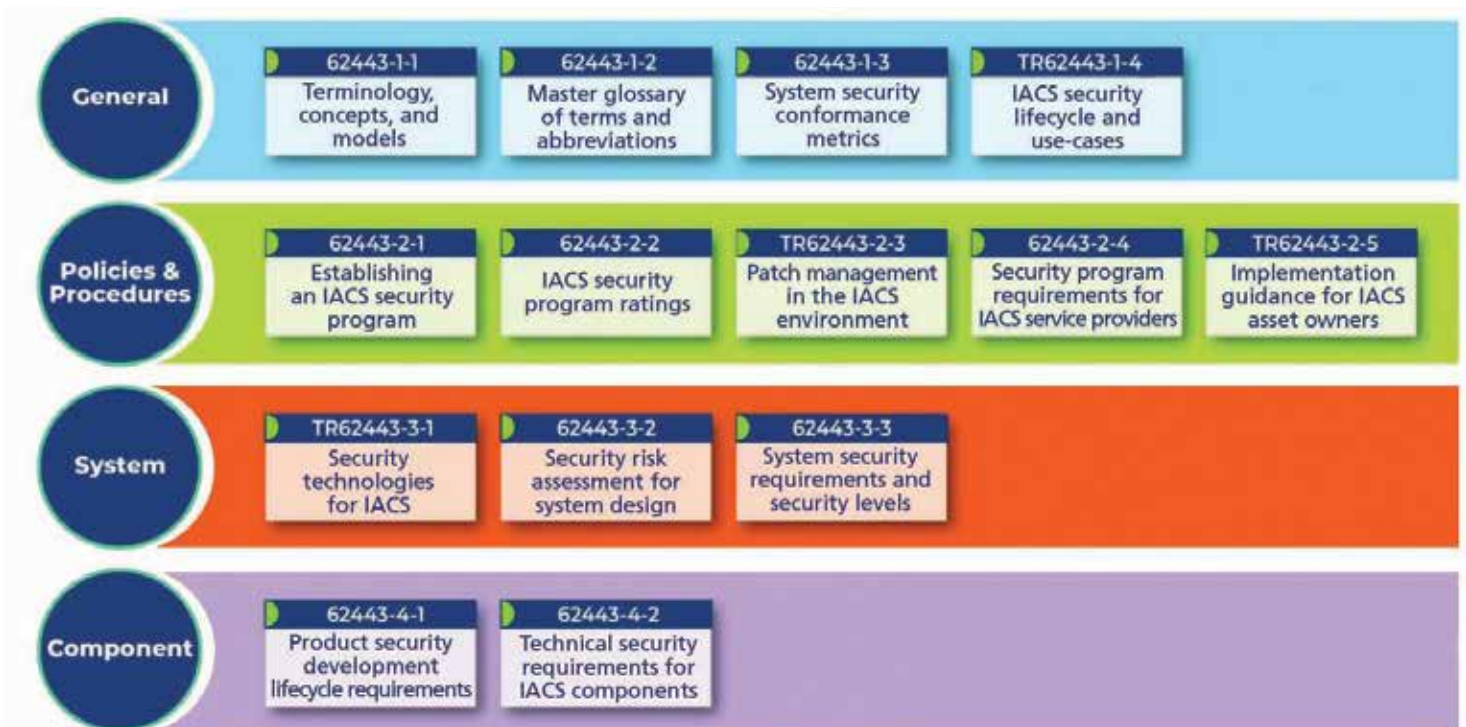 General
62443-1-1
Terminology,
concepts, and
models
62443-1-2
Master glossary
of terms and
abbreviations
62443-1-3
System security
conformance
metrics
TR62443-1-4
IACS security
lifecycle and
use-cases
Policies &
Procedures
62443-2-1
Establishing
an IACS security
program
62443-2-2
IACS security
program ratings
TR62443-2-3
Patch management
in the IACS
environment
62443-2-4
Security program
requirements for
IACS service providers
TR62443-2-5
Implementation
guidance for IACS
asset owners
System
TR62443-3-1
Security
technologies
for IACS
62443-3-2
Security risk
assessment for
system design
62443-3-3
System security
requirements and
security levels
Component
62443-4-1
Product security
development
lifecycle requirements
62443-4-2
Technical security
requirements for
IACS components